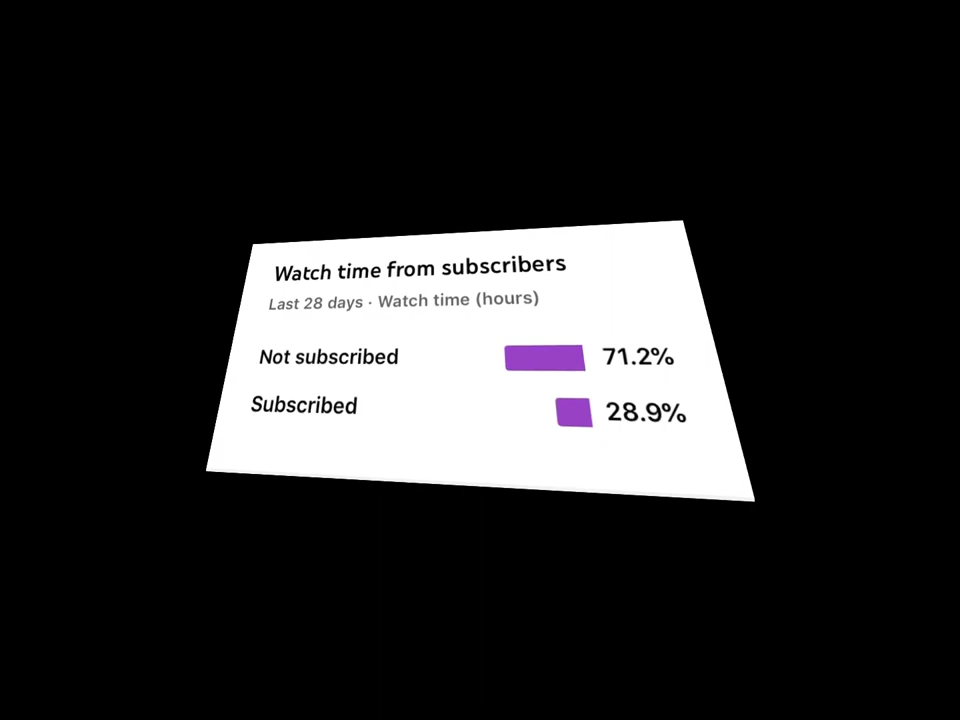 Watch time from subscribers
Last 28 days · Watch time (hours)
Not subscribed 71.2%
Subscribed 28.9%